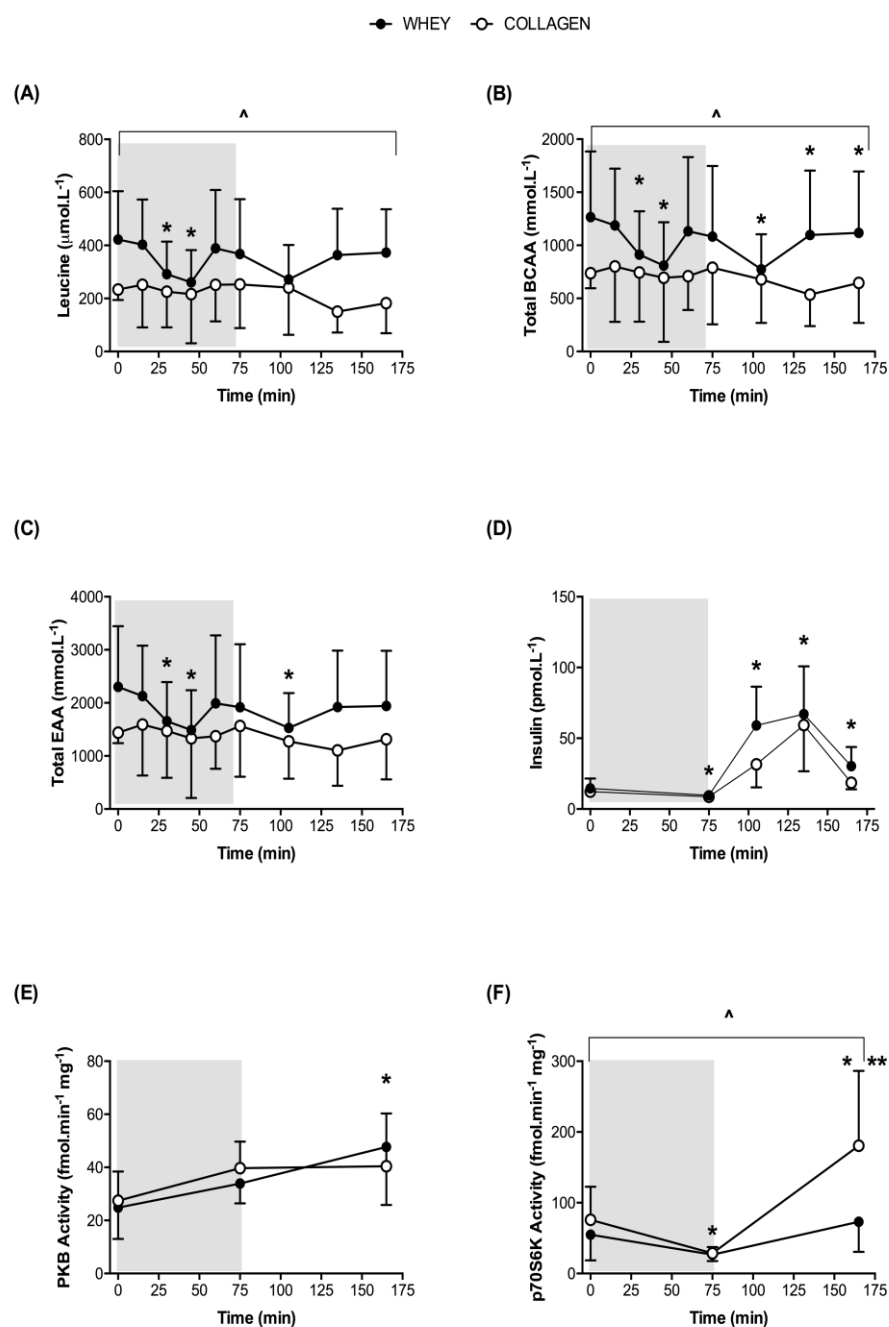 WHEY COLLAGEN
(A)
^
Leucine (μmol.L-1)
800
600
400
200
0
* *
0 25 50 75 100 125 150 175
Time (min)
(B)
^
Total BCAA (mmol.L-1)
2000
1500
1000
500
0
* * * * *
0 25 50 75 100 125 150 175
Time (min)
(C)
Total EAA (mmol.L-1)
4000
3000
2000
1000
0
* * *
0 25 50 75 100 125 150 175
Time (min)
(D)
Insulin (pmol.L-1)
150
100
50
0
* * * *
0 25 50 75 100 125 150 175
Time (min)
(E)
PKB Activity (fmol.min-1 mg-1)
80
60
40
20
0
*
0 25 50 75 100 125 150 175
Time (min)
(F)
^
p70S6K Activity (fmol.min-1 mg-1)
300
200
100
0
* * **
0 25 50 75 100 125 150 175
Time (min)